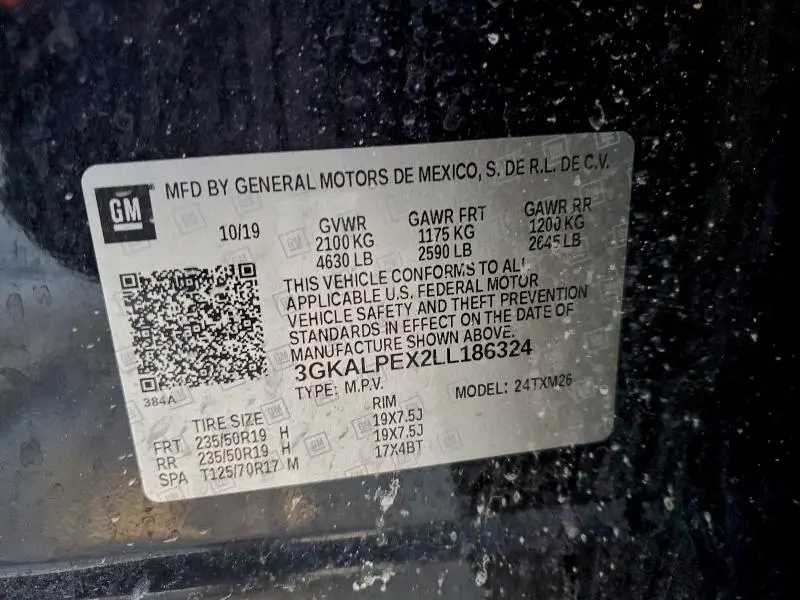 GM
MFD BY GENERAL MOTORS DE MEXICO, S. DE R.L. DE C.V.
10/19 GVWR GAWR FRT GAWR RR
2100 KG 1175 KG 1200 KG
4630 LB 2590 LB 2645 LB
THIS VEHICLE CONFORMS TO ALL
APPLICABLE U.S. FEDERAL MOTOR
VEHICLE SAFETY AND THEFT PREVENTION
STANDARDS IN EFFECT ON THE DATE OF
MANUFACTURE SHOWN ABOVE.
3GKALPEX2LL186324
TYPE: M.P.V. MODEL: 24TXM26
384A
TIRE SIZE RIM
FRT 235/50R19 H 19X7.5J
RR 235/50R19 H 19X7.5J
SPA T125/70R17 M 17X4BT